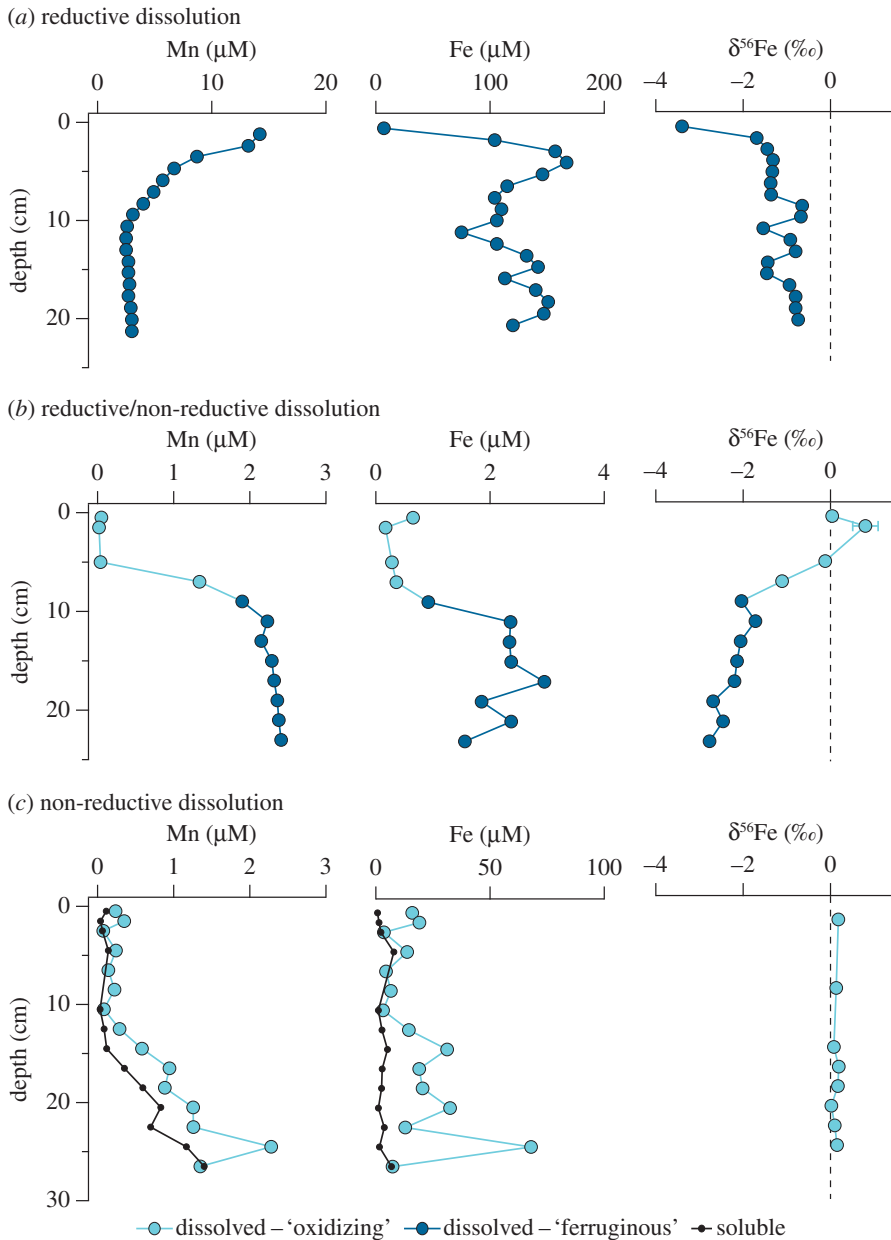 (a) reductive dissolution
Mn (μM) Fe (μM) δ⁵⁶Fe (‰)
0 10 20 0 100 200 –4 –2 0
0
10
20
depth (cm)
(b) reductive/non-reductive dissolution
Mn (μM) Fe (μM) δ⁵⁶Fe (‰)
0 1 2 3 0 2 4 –4 –2 0
0
10
20
depth (cm)
(c) non-reductive dissolution
Mn (μM) Fe (μM) δ⁵⁶Fe (‰)
0 1 2 3 0 50 100 –4 –2 0
0
10
20
30
depth (cm)
dissolved – ‘oxidizing’ dissolved – ‘ferruginous’ soluble